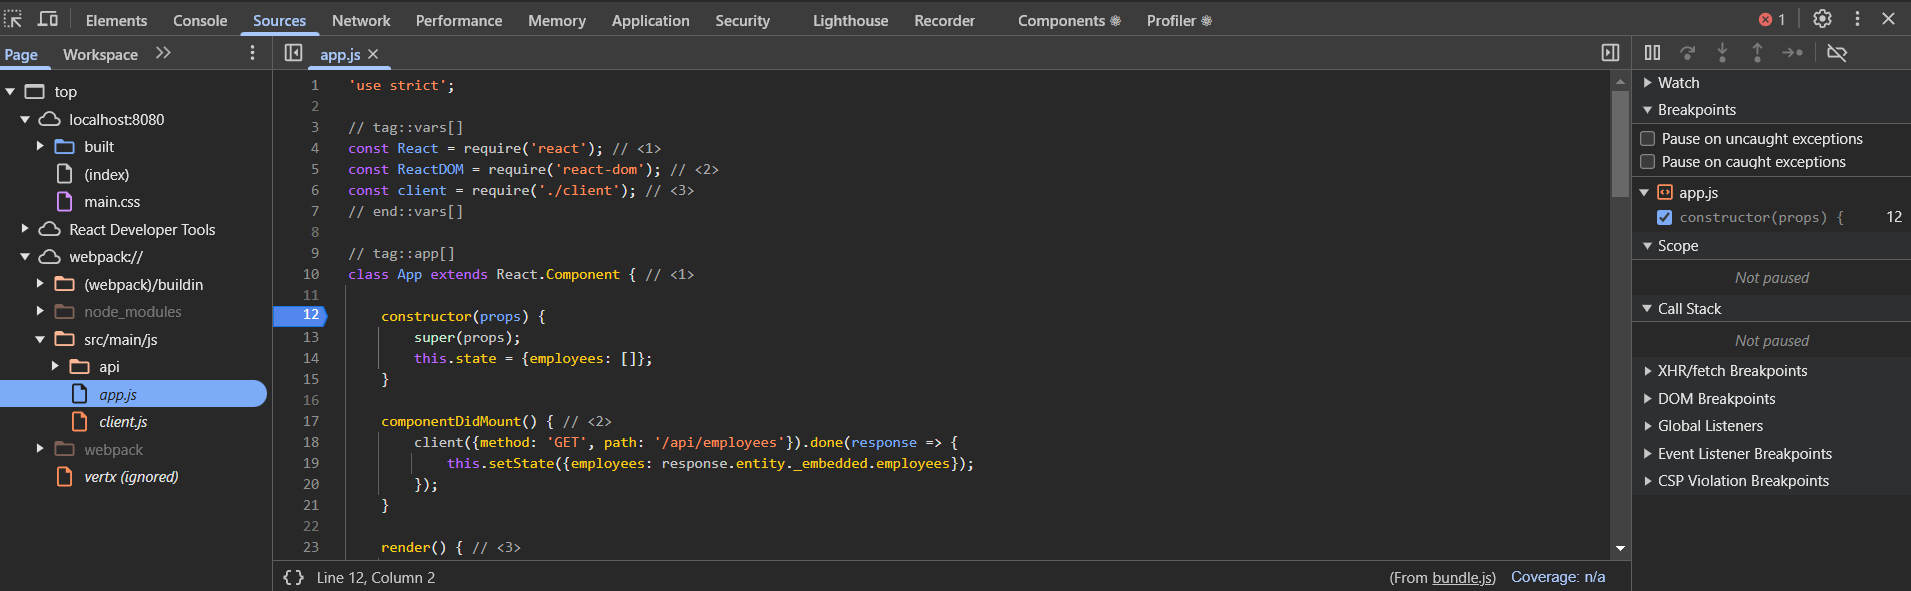 Elements Console Sources Network Performance Memory Application Security Lighthouse Recorder Components Profiler 1
Page Workspace
top
localhost:8080
built
(index)
main.css
React Developer Tools
webpack://
(webpack)/buildin
node_modules
src/main/js
api
app.js
client.js
webpack
vertx (ignored)
app.js
1 'use strict';
2
3 // tag::vars[]
4 const React = require('react'); // <1>
5 const ReactDOM = require('react-dom'); // <2>
6 const client = require('./client'); // <3>
7 // end::vars[]
8
9 // tag::app[]
10 class App extends React.Component { // <1>
11
12 constructor(props) {
13 super(props);
14 this.state = {employees: []};
15 }
16
17 componentDidMount() { // <2>
18 client({method: 'GET', path: '/api/employees'}).done(response => {
19 this.setState({employees: response.entity._embedded.employees});
20 });
21 }
22
23 render() { // <3>
{} Line 12, Column 2 (From bundle.js) Coverage: n/a
Watch
Breakpoints
Pause on uncaught exceptions
Pause on caught exceptions
app.js
constructor(props) { 12
Scope
Not paused
Call Stack
Not paused
XHR/fetch Breakpoints
DOM Breakpoints
Global Listeners
Event Listener Breakpoints
CSP Violation Breakpoints